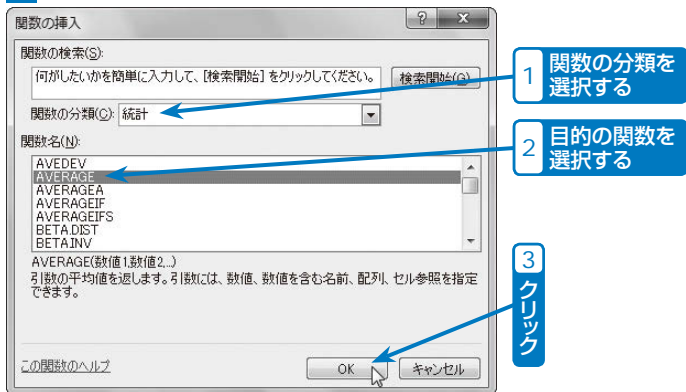 関数の挿入
関数の検索(S):
何がしたいかを簡単に入力して、[検索開始] をクリックしてください。
検索開始(G)
1
関数の分類を
選択する
関数の分類(C):
統計
関数名(N):
2
目的の関数を
選択する
AVEDEV
AVERAGE
AVERAGEA
AVERAGEIF
AVERAGEIFS
BETA.DIST
BETA.INV
AVERAGE(数値1,数値2,...)
引数の平均値を返します。引数には、数値、数値を含む名前、配列、セル参照を指定
できます。
3
クリック
この関数のヘルプ
OK
キャンセル